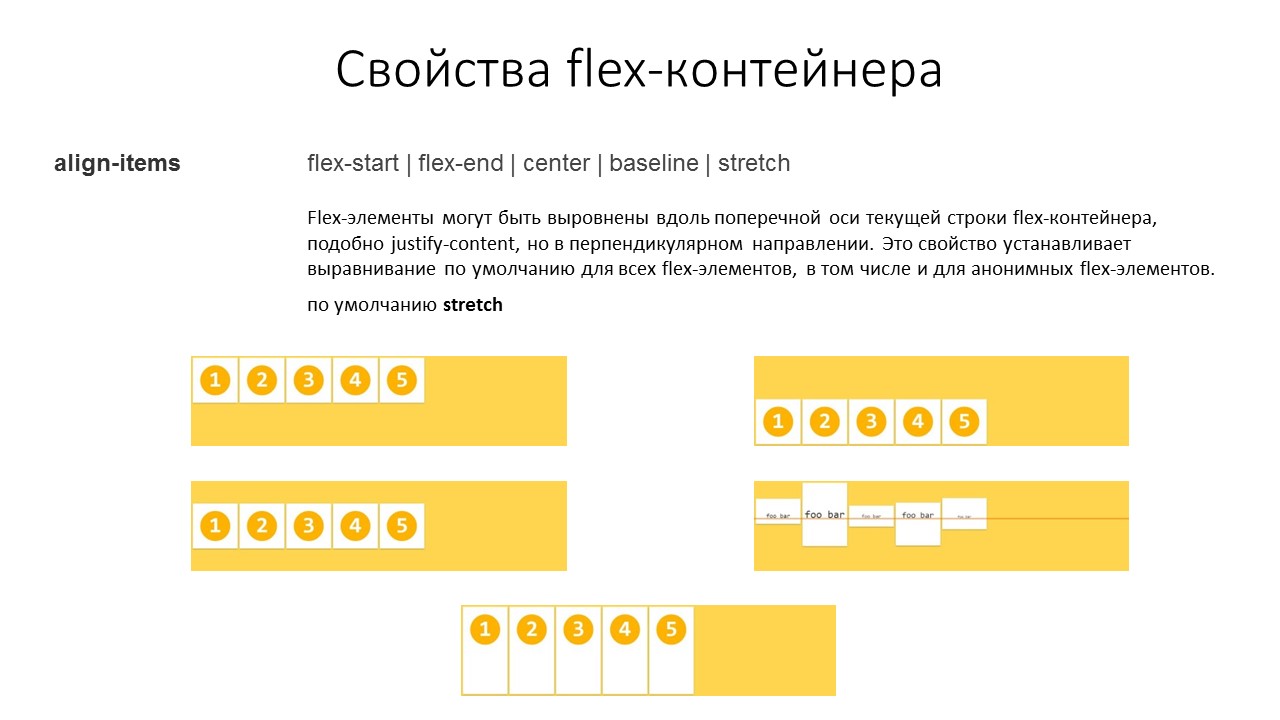 Свойства flex-контейнера
align-items
flex-start | flex-end | center | baseline | stretch
Flex-элементы могут быть выровнены вдоль поперечной оси текущей строки flex-контейнера,
подобно justify-content, но в перпендикулярном направлении. Это свойство устанавливает
выравнивание по умолчанию для всех flex-элементов, в том числе и для анонимных flex-элементов.
по умолчанию stretch
1 2 3 4 5
1 2 3 4 5
1 2 3 4 5
foo bar foo bar foo bar foo bar foo bar
1 2 3 4 5